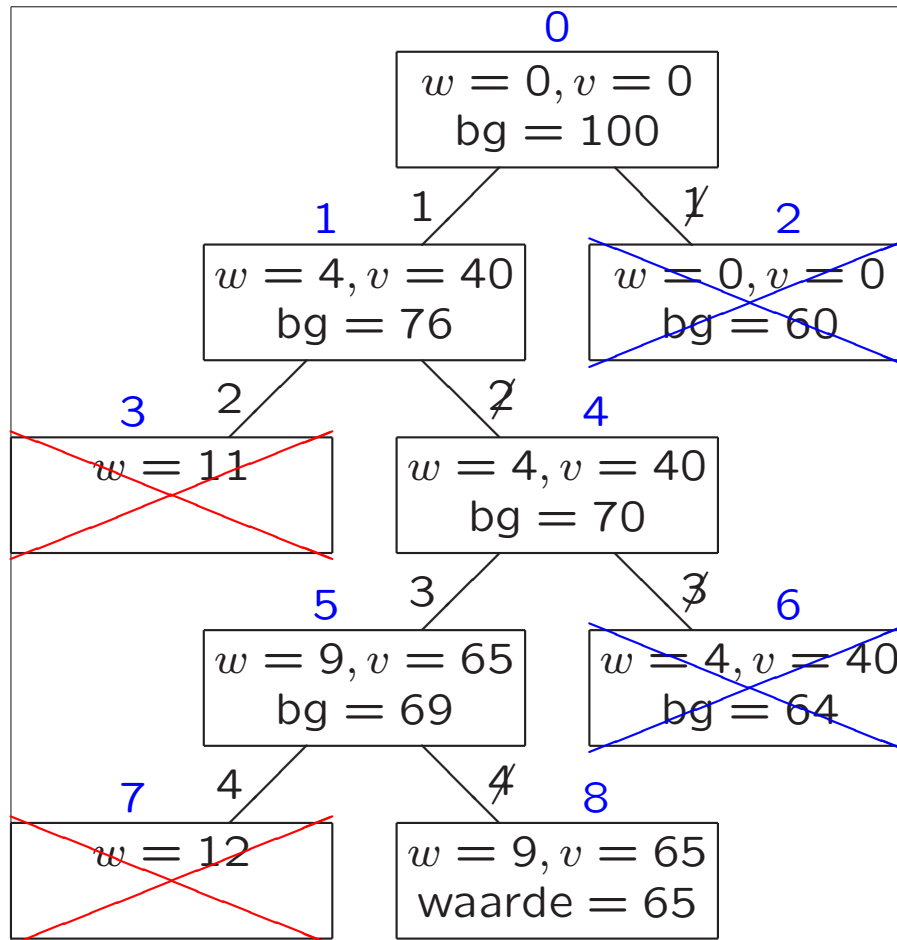 0
w = 0, v = 0
bg = 100
1 1̸
1 2
w = 4, v = 40
bg = 76
w = 0, v = 0
bg = 60
2 2̸
3 4
w = 11
w = 4, v = 40
bg = 70
3 3̸
5 6
w = 9, v = 65
bg = 69
w = 4, v = 40
bg = 64
4 4̸
7 8
w = 12
w = 9, v = 65
waarde = 65